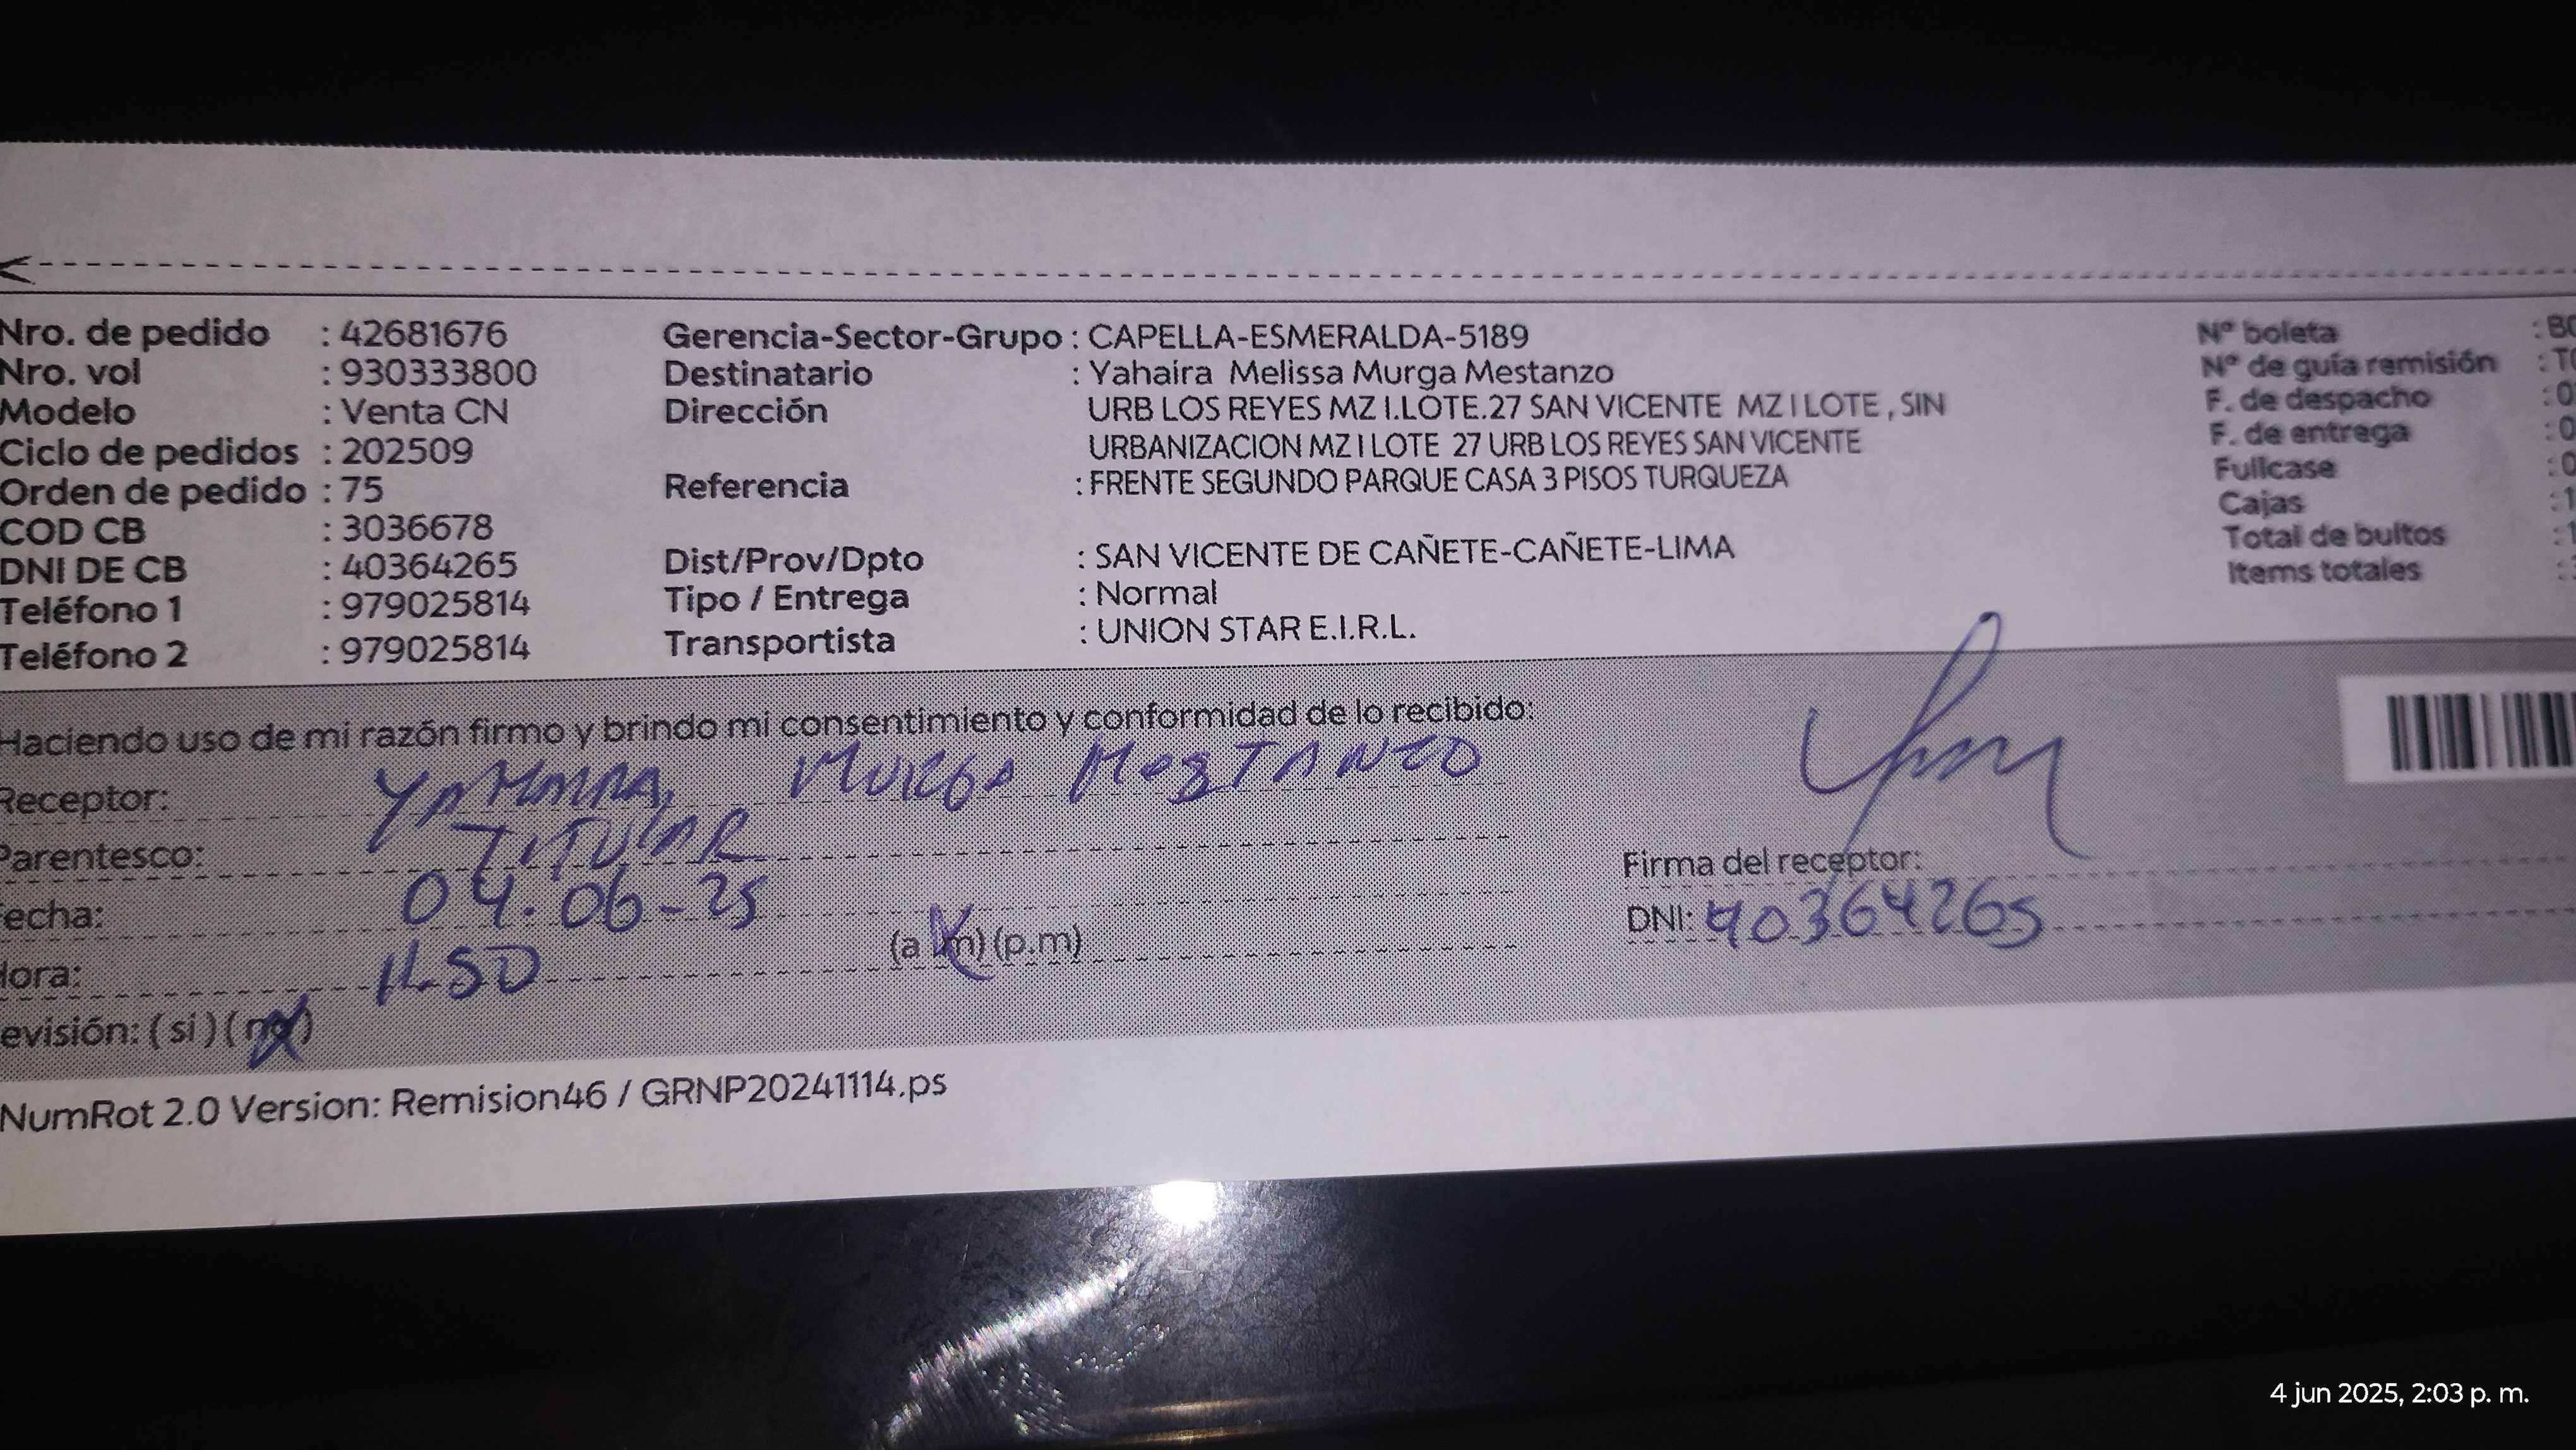 Nro. de pedido : 42681676
Nro. vol : 930333800
Modelo : Venta CN
Ciclo de pedidos : 202509
Orden de pedido : 75
COD CB : 3036678
DNI DE CB : 40364265
Teléfono 1 : 979025814
Teléfono 2 : 979025814
Gerencia-Sector-Grupo : CAPELLA-ESMERALDA-5189
Destinatario : Yahaira Melissa Murga Mestanzo
Dirección URB LOS REYES MZ I.LOTE.27 SAN VICENTE MZ I LOTE , SIN
URBANIZACION MZ I LOTE 27 URB LOS REYES SAN VICENTE
Referencia : FRENTE SEGUNDO PARQUE CASA 3 PISOS TURQUEZA
Dist/Prov/Dpto : SAN VICENTE DE CAÑETE-CAÑETE-LIMA
Tipo / Entrega : Normal
Transportista : UNION STAR E.I.R.L.
N° boleta
N° de guía remisión
F. de despacho
F. de entrega
Fullcase
Cajas
Total de bultos
Items totales
Haciendo uso de mi razón firmo y brindo mi consentimiento y conformidad de lo recibido:
Receptor: MURGA MESTANZO
Parentesco: TITULAR
echa: 04.06-25
ora: (a.m) (p.m)
evisión: (si) (no)
Firma del receptor:
DNI: 40364265
NumRot 2.0 Version: Remision46 / GRNP20241114.ps
4 jun 2025, 2:03 p. m.